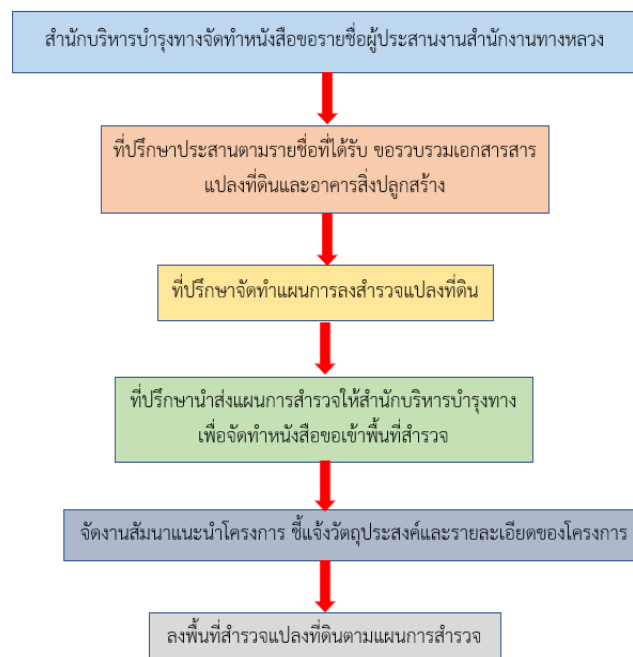 สำนักบริหารบำรุงทางจัดทำหนังสือขอรายชื่อผู้ประสานงานสำนักงานทางหลวง
ที่ปรึกษาประสานตามรายชื่อที่ได้รับ ขอรวบรวมเอกสารสาร
แปลงที่ดินและอาคารสิ่งปลูกสร้าง
ที่ปรึกษาจัดทำแผนการลงสำรวจแปลงที่ดิน
ที่ปรึกษานำส่งแผนการสำรวจให้สำนักบริหารบำรุงทาง
เพื่อจัดทำหนังสือขอเข้าพื้นที่สำรวจ
จัดงานสัมนาแนะนำโครงการ ชี้แจ้งวัตถุประสงค์และรายละเอียดของโครงการ
ลงพื้นที่สำรวจแปลงที่ดินตามแผนการสำรวจ